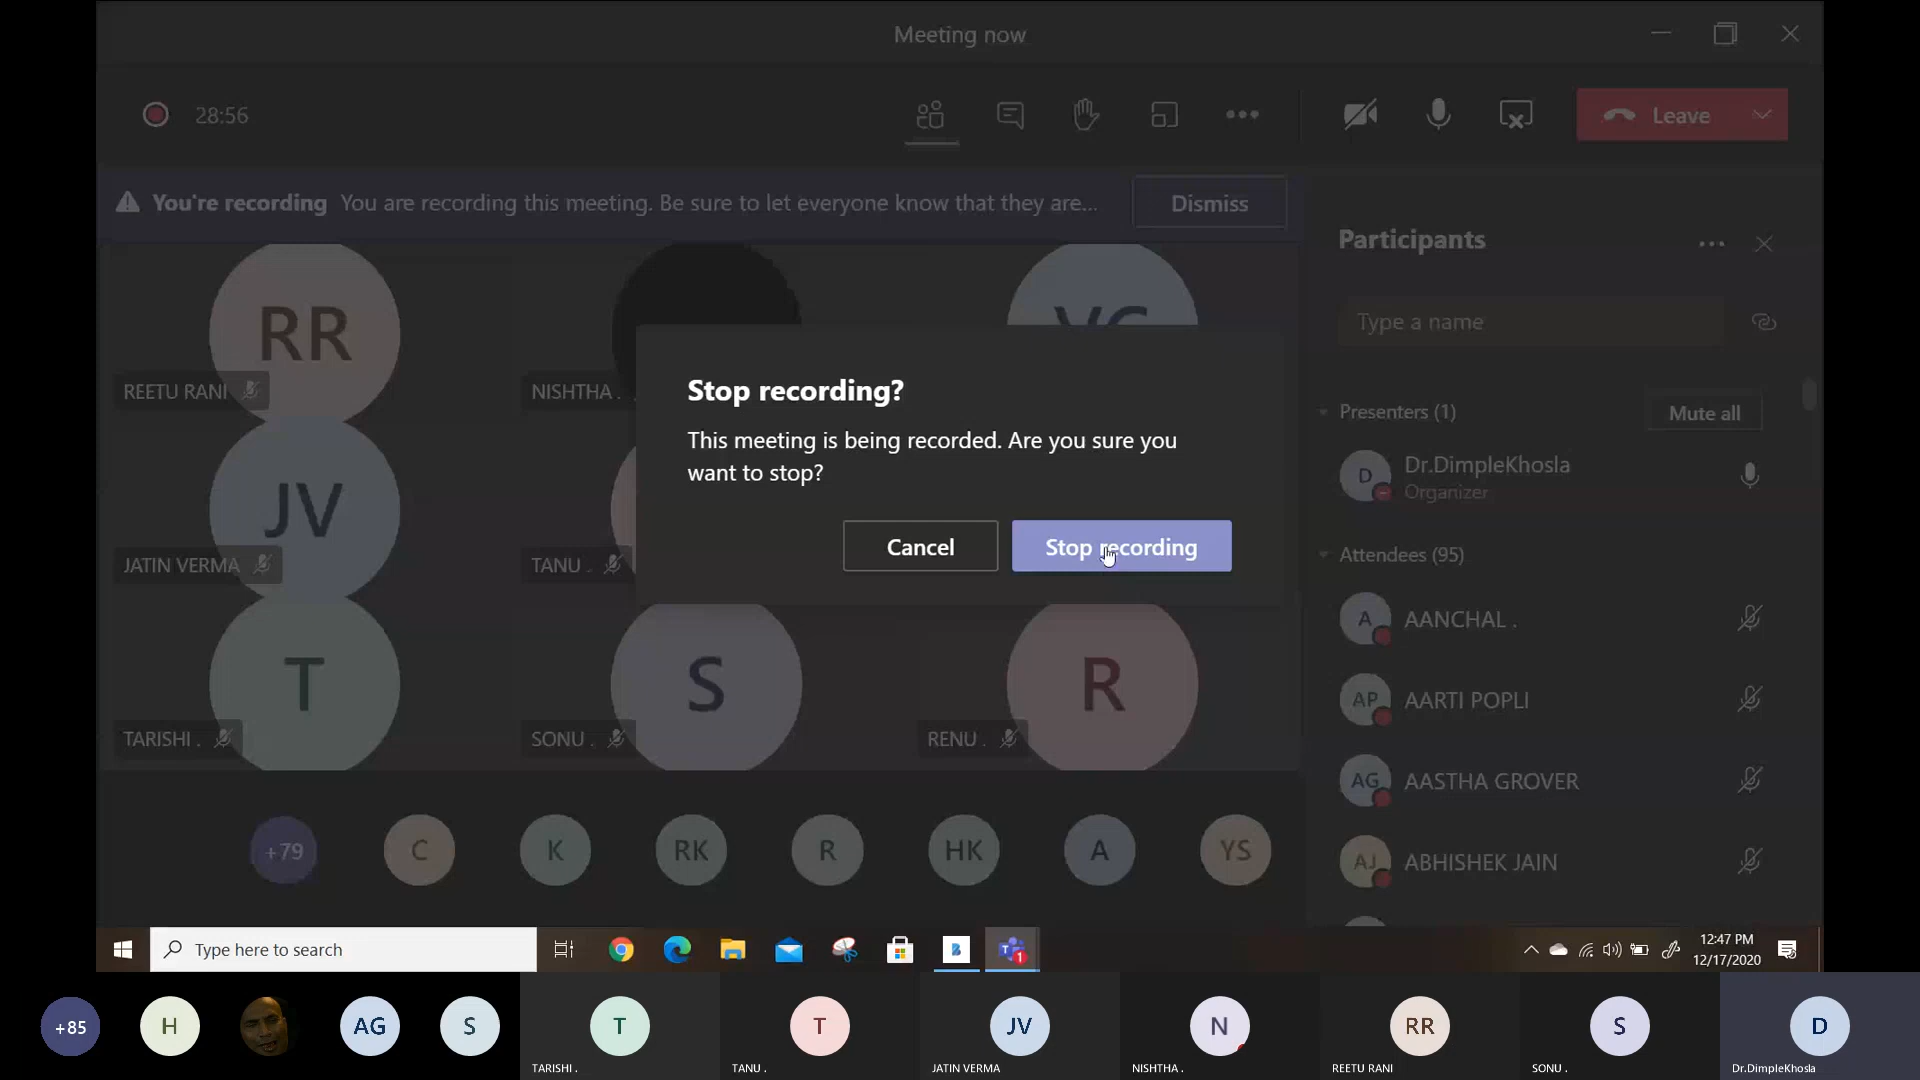 Meeting now
28:56
Leave
You're recording You are recording this meeting. Be sure to let everyone know that they are...
Dismiss
Participants
Type a name
Presenters (1)
Mute all
Dr.DimpleKhosla
Organizer
Attendees (95)
A AANCHAL .
AP AARTI POPLI
AG AASTHA GROVER
AJ ABHISHEK JAIN
RR
REETU RANI
NISHTHA .
JV
JATIN VERMA
TANU .
T
TARISHI .
S
SONU .
R
RENU .
Stop recording?
This meeting is being recorded. Are you sure you
want to stop?
Cancel
Stop recording
+79 C K RK R HK A YS
Type here to search
12:47 PM
12/17/2020
+85 H AG S T T JV N RR S D
TARISHI . TANU . JATIN VERMA NISHTHA . REETU RANI SONU . Dr.DimpleKhosla